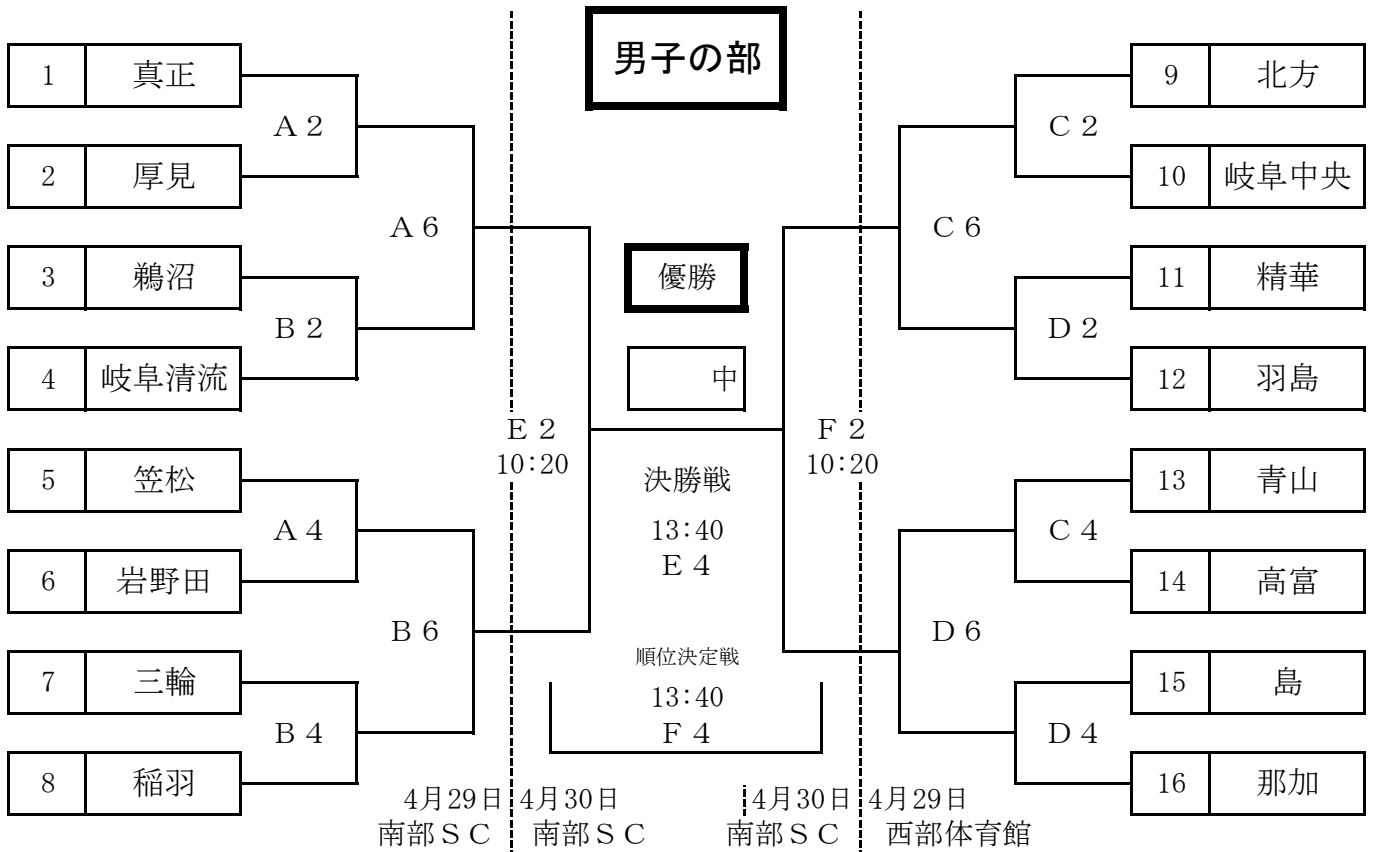 男子の部
1 真正
A2
2 厚見
A6
3 鵜沼
B2
4 岐阜清流
E2
10:20
5 笠松
A4
6 岩野田
B6
7 三輪
B4
8 稲羽
優勝
中
決勝戦
13:40
E4
順位決定戦
13:40
F4
9 北方
C2
10 岐阜中央
C6
11 精華
D2
12 羽島
F2
10:20
13 青山
C4
14 高富
D6
15 島
D4
16 那加
4月29日 4月30日 4月30日 4月29日
南部SC 南部SC 南部SC 西部体育館